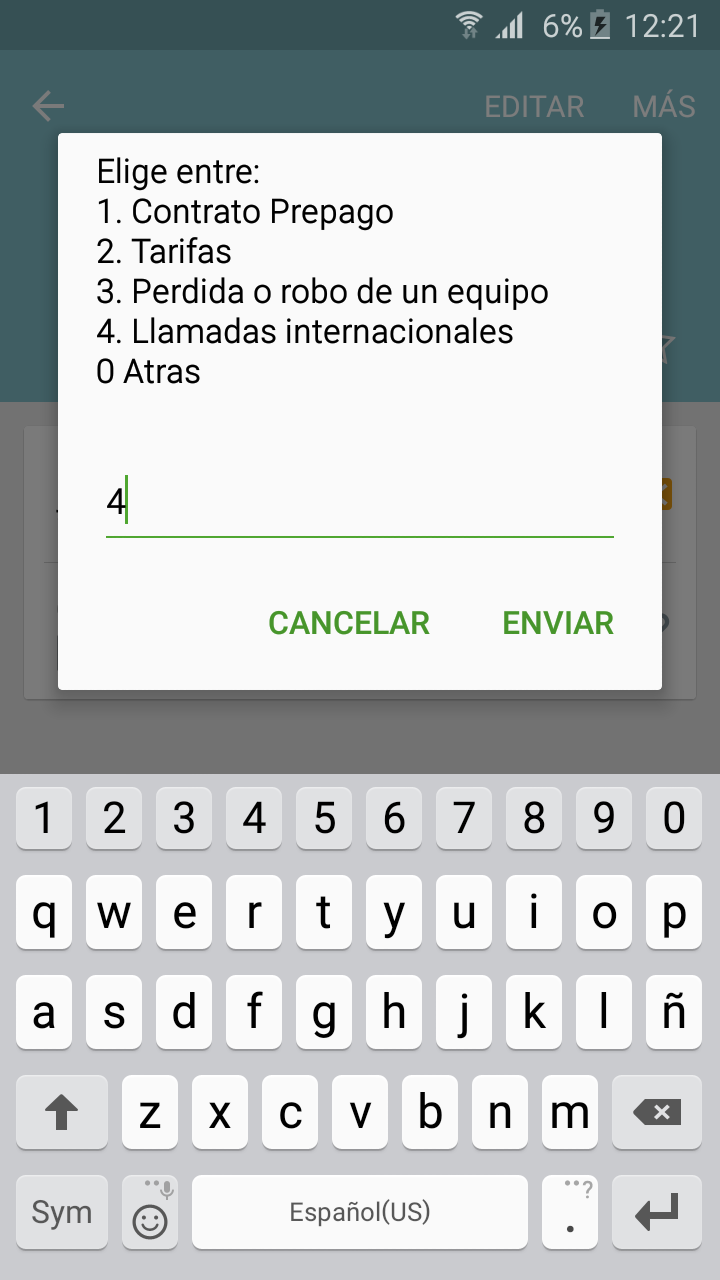 6% 12:21
EDITAR MÁS
Elige entre:
1. Contrato Prepago
2. Tarifas
3. Perdida o robo de un equipo
4. Llamadas internacionales
0 Atras
4
CANCELAR ENVIAR
1 2 3 4 5 6 7 8 9 0
q w e r t y u i o p
a s d f g h j k l ñ
z x c v b n m
Sym Español(US) . ?